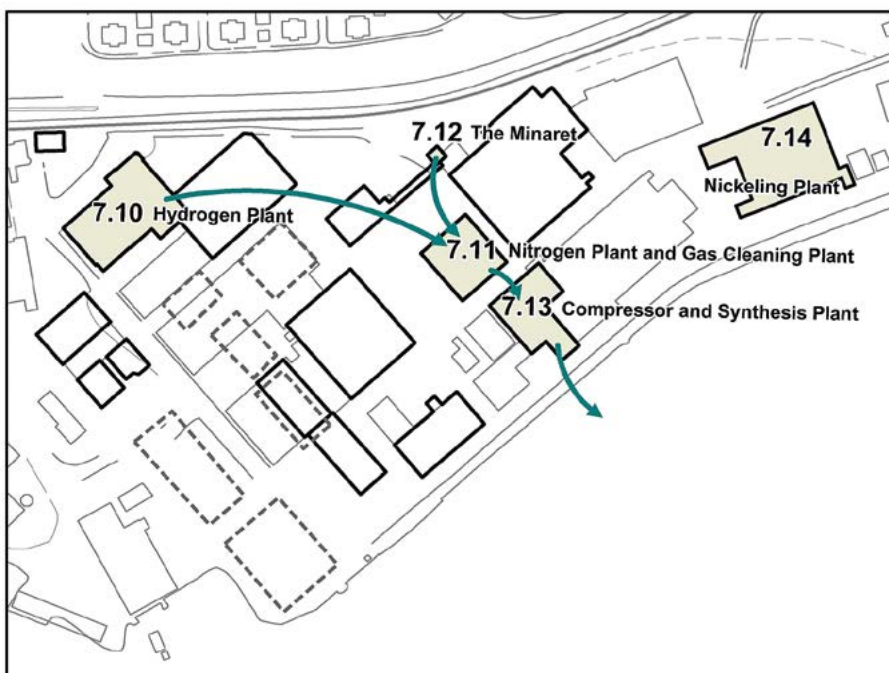 7.12 The Minaret
7.14
Nickeling Plant
7.10 Hydrogen Plant
7.11 Nitrogen Plant and Gas Cleaning Plant
7.13 Compressor and Synthesis Plant